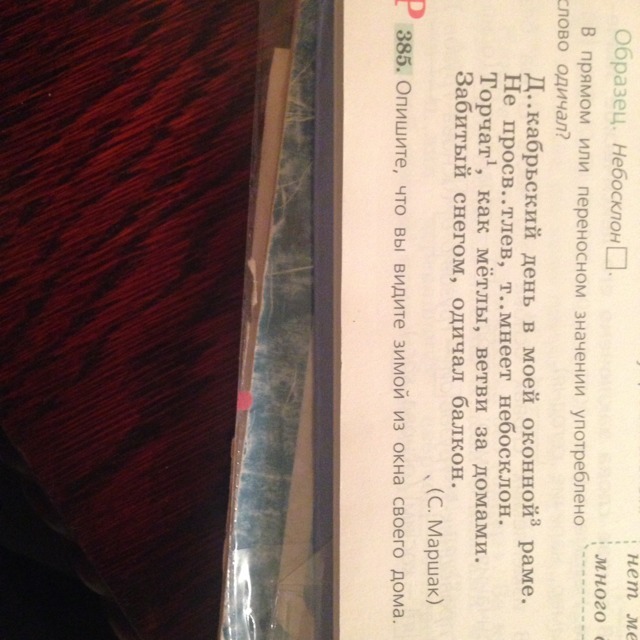 Образец. Небосклон
В прямом или переносном значении употреблено
слово одичал?
Д..кабрьский день в моей оконной³ раме.
Не просв..тлев, т..мнеет небосклон.
Торчат¹, как мётлы, ветви за домами.
Забитый снегом, одичал балкон.
(С. Маршак)
Р 385. Опишите, что вы видите зимой из окна своего дома.
нет
много